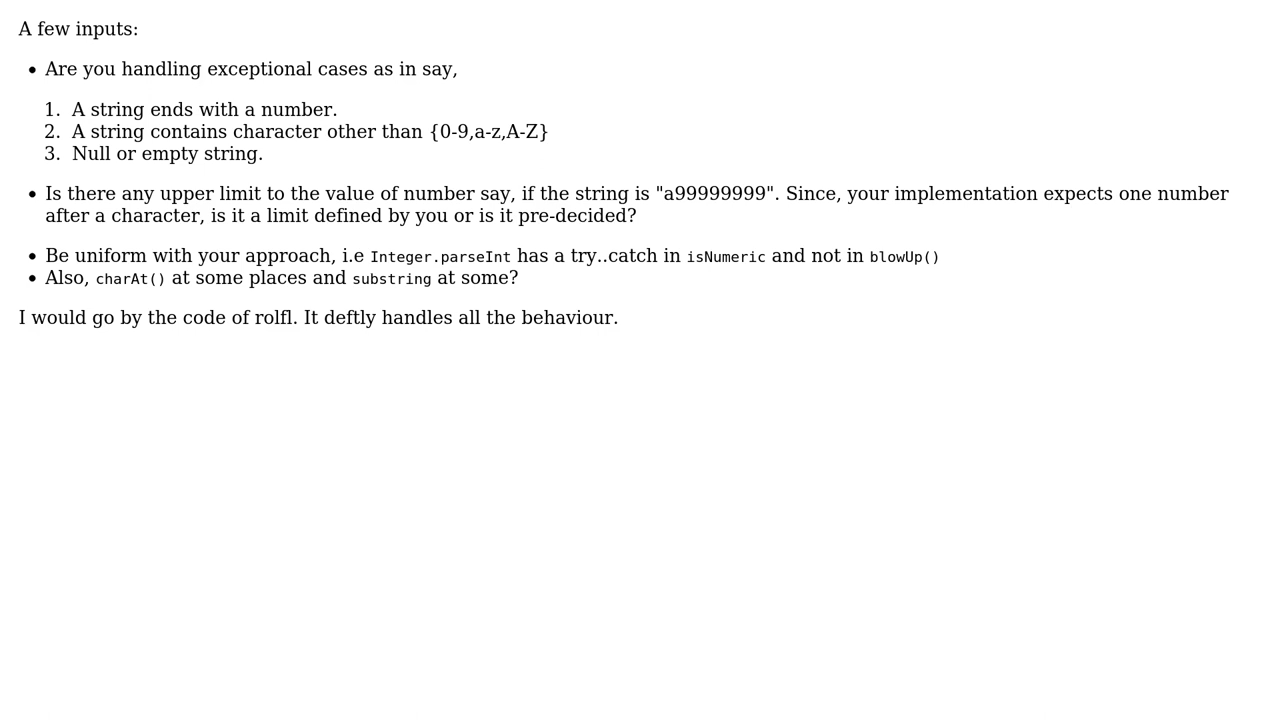 A few inputs:
• Are you handling exceptional cases as in say,
1. A string ends with a number.
2. A string contains character other than {0-9,a-z,A-Z}
3. Null or empty string.
• Is there any upper limit to the value of number say, if the string is "a99999999". Since, your implementation expects one number
after a character, is it a limit defined by you or is it pre-decided?
• Be uniform with your approach, i.e Integer.parseInt has a try..catch in isNumeric and not in blowUp()
• Also, charAt() at some places and substring at some?
I would go by the code of rolfl. It deftly handles all the behaviour.